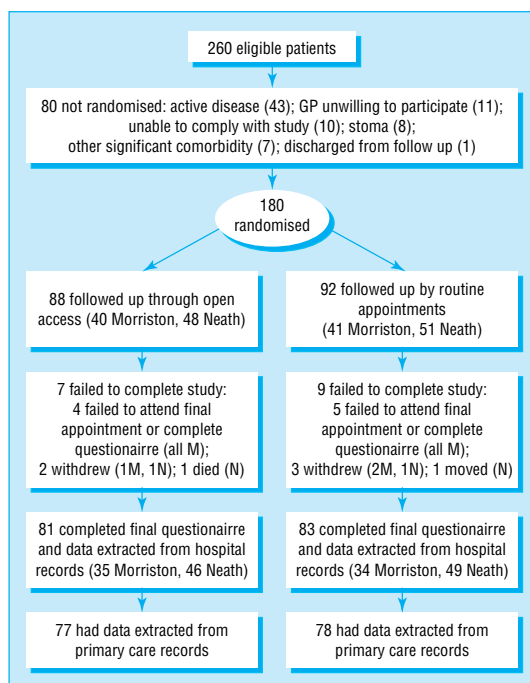 260 eligible patients
80 not randomised: active disease (43); GP unwilling to participate (11);
unable to comply with study (10); stoma (8);
other significant comorbidity (7); discharged from follow up (1)
180
randomised
88 followed up through open
access (40 Morriston, 48 Neath)
92 followed up by routine
appointments
(41 Morriston, 51 Neath)
7 failed to complete study:
4 failed to attend final
appointment or complete
questionairre (all M);
2 withdrew (1M, 1N); 1 died (N)
9 failed to complete study:
5 failed to attend final
appointment or complete
questionairre (all M);
3 withdrew (2M, 1N); 1 moved (N)
81 completed final questionairre
and data extracted from hospital
records (35 Morriston, 46 Neath)
83 completed final questionairre
and data extracted from hospital
records (34 Morriston, 49 Neath)
77 had data extracted from
primary care records
78 had data extracted from
primary care records